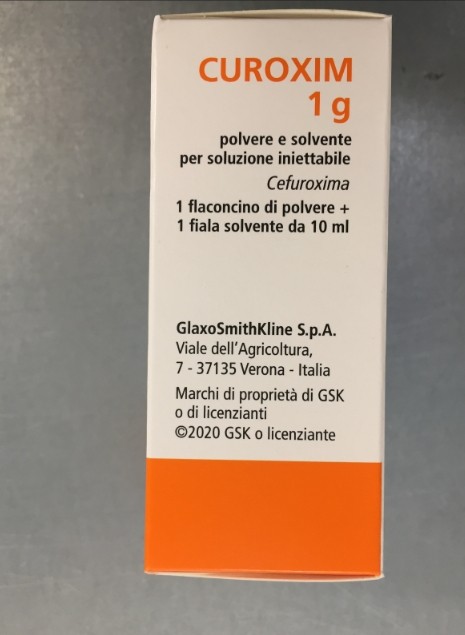 CUROXIM
1 g
polvere e solvente
per soluzione iniettabile
Cefuroxima
1 flaconcino di polvere +
1 fiala solvente da 10 ml
GlaxoSmithKline S.p.A.
Viale dell'Agricoltura,
7 - 37135 Verona - Italia
Marchi di proprietà di GSK
o di licenzianti
©2020 GSK o licenziante